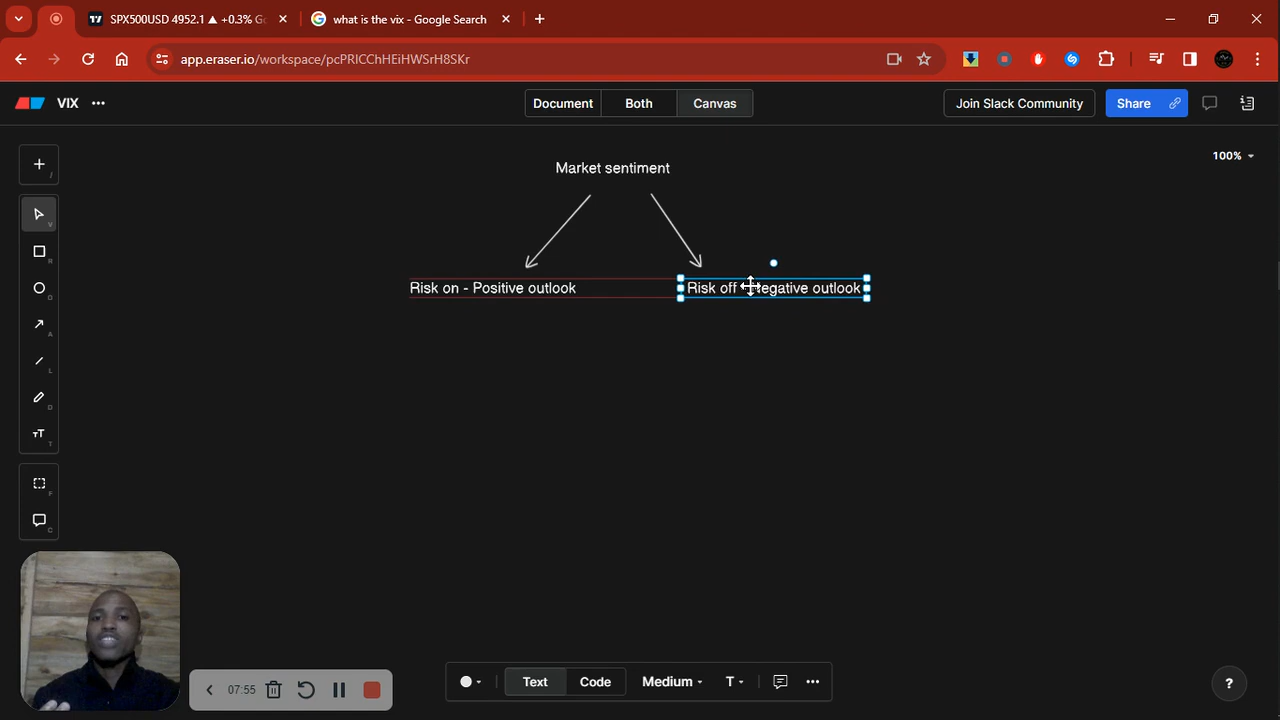 SPX500USD 4952.1 ▲ +0.3% Go
what is the vix - Google Search
app.eraser.io/workspace/pcPRICChHEiHWSrH8SKr
VIX
Document
Both
Canvas
Join Slack Community
Share
100%
Market sentiment
Risk on - Positive outlook
Risk off - Negative outlook
/
V
R
O
A
L
D
T
F
C
07:55
Text
Code
Medium
T
?